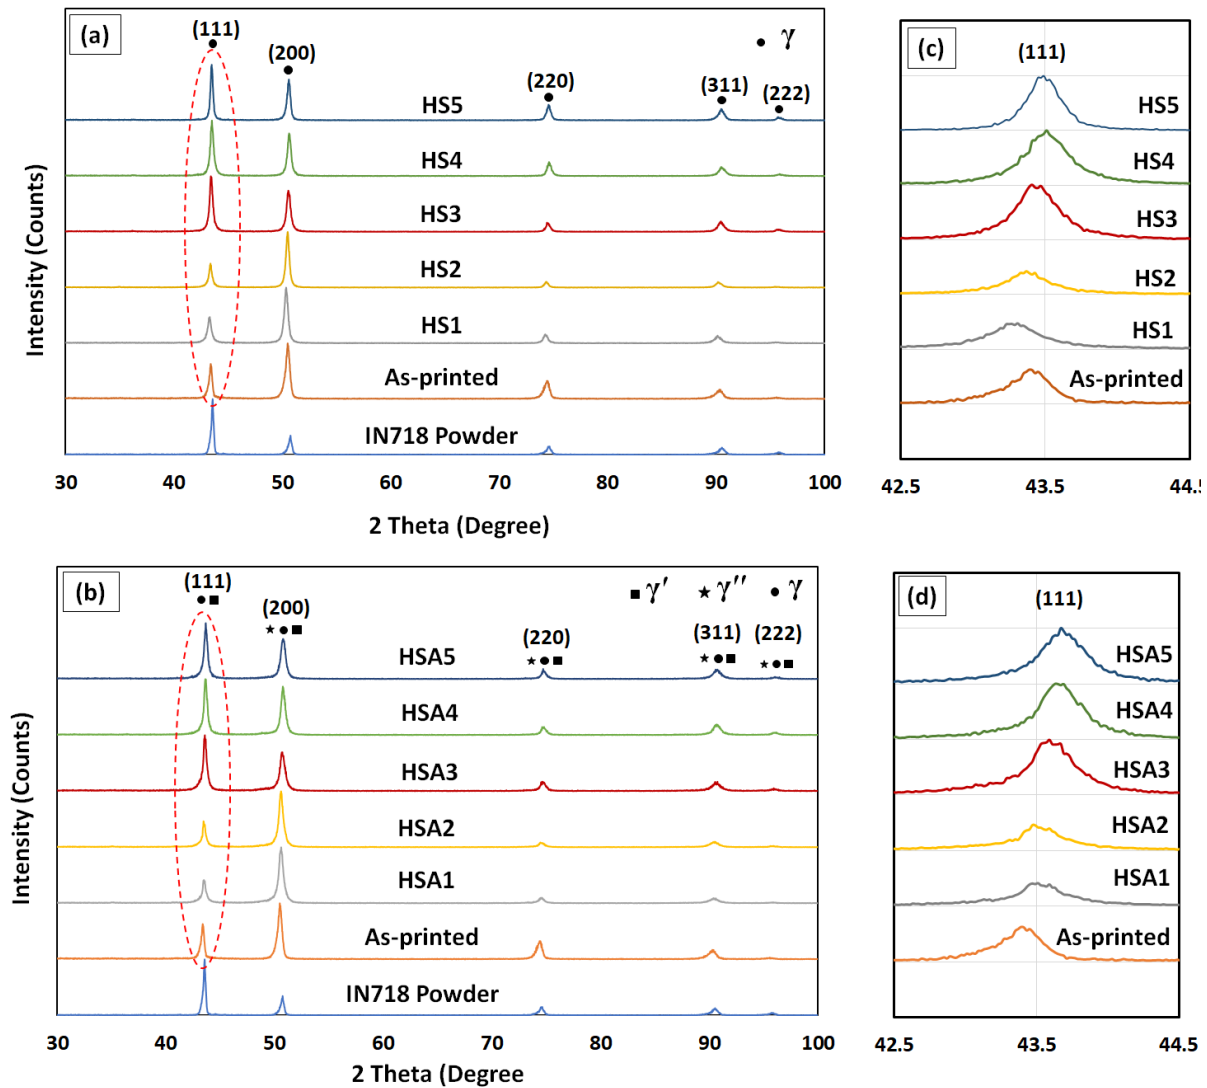 (a)
(111)
(200)
γ
(220)
(311)
(222)
HS5
HS4
HS3
HS2
HS1
As-printed
IN718 Powder
Intensity (Counts)
30 40 50 60 70 80 90 100
2 Theta (Degree)
(c)
(111)
HS5
HS4
HS3
HS2
HS1
As-printed
42.5 43.5 44.5
(b)
(111)
(200)
γ′ γ′′ γ
(220)
(311)
(222)
HSA5
HSA4
HSA3
HSA2
HSA1
As-printed
IN718 Powder
Intensity (Counts)
30 40 50 60 70 80 90 100
2 Theta (Degree
(d)
(111)
HSA5
HSA4
HSA3
HSA2
HSA1
As-printed
42.5 43.5 44.5